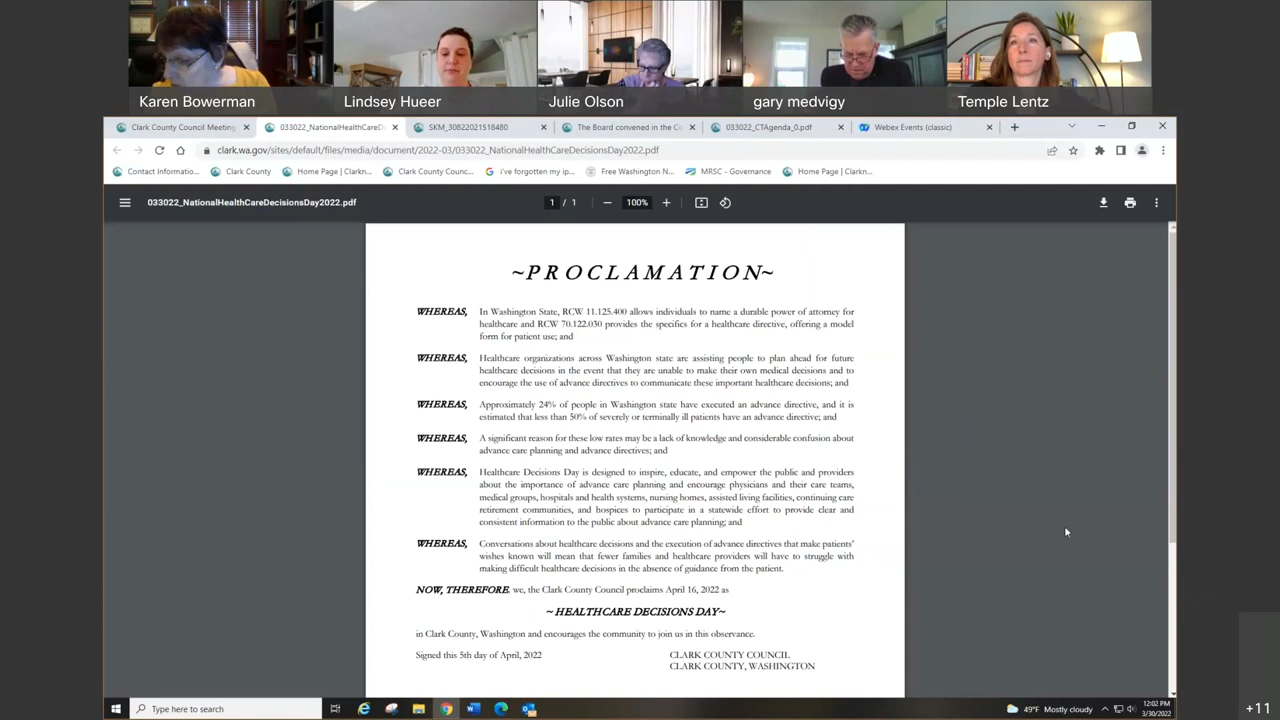 Karen Bowerman
Lindsey Hueer
Julie Olson
gary medvigy
Temple Lentz
Clark County Council Meeting
033022_NationalHealthCareDe
SKM_30822021518480
The Board convened in the Co
033022_CTAgenda_0.pdf
Webex Events (classic)
clark.wa.gov/sites/default/files/media/document/2022-03/033022_NationalHealthCareDecisionsDay2022.pdf
Contact Informatio...
Clark County
Home Page | Clarkn...
Clark County Counc...
i've forgotten my ip...
Free Washington N...
MRSC - Governance
Home Page | Clarkn...
033022_NationalHealthCareDecisionsDay2022.pdf
1 / 1
100%
~PROCLAMATION~
WHEREAS, In Washington State, RCW 11.125.400 allows individuals to name a durable power of attorney for
healthcare and RCW 70.122.030 provides the specifics for a healthcare directive, offering a model
form for patient use; and
WHEREAS, Healthcare organizations across Washington state are assisting people to plan ahead for future
healthcare decisions in the event that they are unable to make their own medical decisions and to
encourage the use of advance directives to communicate these important healthcare decisions; and
WHEREAS, Approximately 24% of people in Washington state have executed an advance directive, and it is
estimated that less than 50% of severely or terminally ill patients have an advance directive; and
WHEREAS, A significant reason for these low rates may be a lack of knowledge and considerable confusion about
advance care planning and advance directives; and
WHEREAS, Healthcare Decisions Day is designed to inspire, educate, and empower the public and providers
about the importance of advance care planning and encourage physicians and their care teams,
medical groups, hospitals and health systems, nursing homes, assisted living facilities, continuing care
retirement communities, and hospices to participate in a statewide effort to provide clear and
consistent information to the public about advance care planning; and
WHEREAS, Conversations about healthcare decisions and the execution of advance directives that make patients'
wishes known will mean that fewer families and healthcare providers will have to struggle with
making difficult healthcare decisions in the absence of guidance from the patient.
NOW, THEREFORE, we, the Clark County Council proclaims April 16, 2022 as
~ HEALTHCARE DECISIONS DAY~
in Clark County, Washington and encourages the community to join us in this observance.
Signed this 5th day of April, 2022
CLARK COUNTY COUNCIL
CLARK COUNTY, WASHINGTON
Type here to search
49°F Mostly cloudy
12:02 PM
3/30/2022
+11